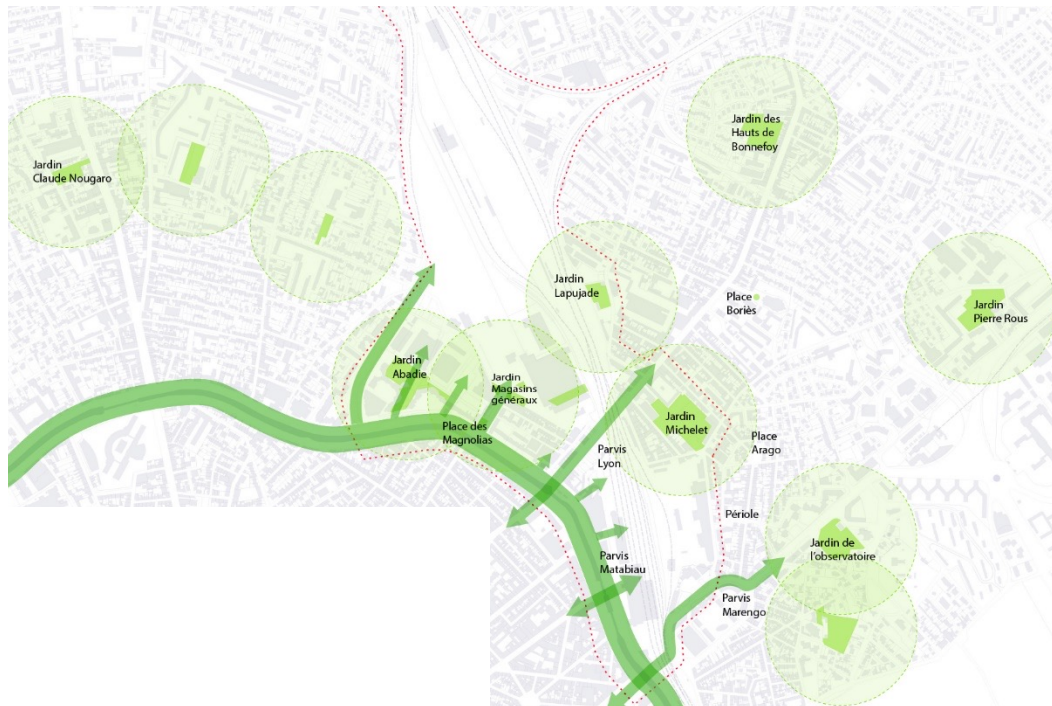 Jardin des
Hauts de
Bonnefoy
Jardin
Claude Nougaro
Jardin
Lapujade
Place
Boriès
Jardin
Pierre Rous
Jardin
Abadie
Jardin
Magasins
généraux
Place des
Magnolias
Jardin
Michelet
Place
Arago
Parvis
Lyon
Périole
Jardin de
l'observatoire
Parvis
Matabiau
Parvis
Marengo